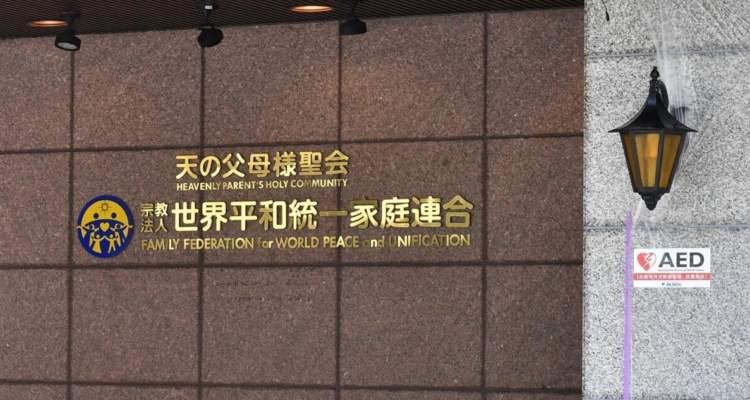 天の父母様聖会
HEAVENLY PARENT'S HOLY COMMUNITY
宗教法人 世界平和統一家庭連合
FAMILY FEDERATION for WORLD PEACE and UNIFICATION
AED